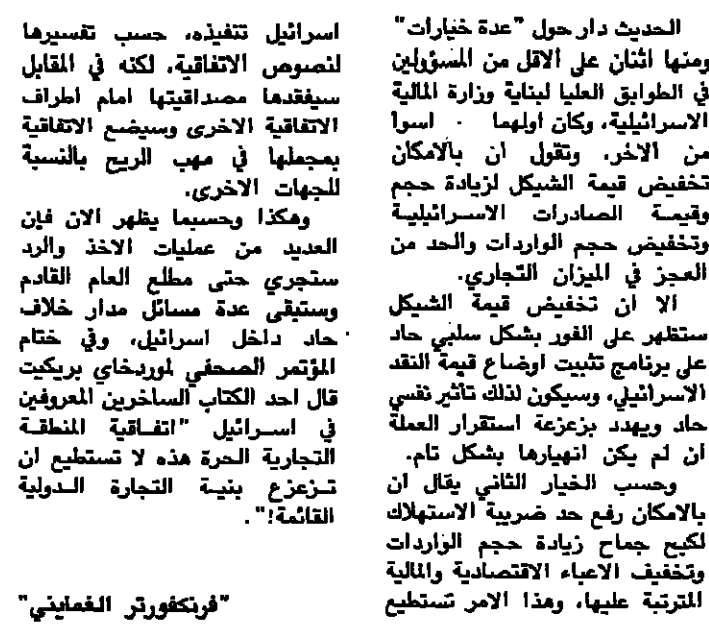 الحديث دار حول "عدة خيارات"
ومنها اثنان على الاقل من المسؤولين
في الطوابق العليا لبناية وزارة المالية
الاسرائيلية، وكان اولهما اسوا
من الاخر. وتقول ان بالامكان
تخفيض قيمة الشيكل لزيادة حجم
وقيمة الصادرات الاسرائيلية
وتخفيض حجم الواردات والحد من
العجز في الميزان التجاري.
الا ان تخفيض قيمة الشيكل
ستظهر على الفور بشكل سلبي حاد
على برنامج تثبيت اوضاع قيمة النقد
الاسرائيلي، وسيكون لذلك تاثير نفسي
حاد ويهدد بزعزعة استقرار العملة
ان لم يكن انهيارها بشكل تام.
وحسب الخيار الثاني يقال ان
بالامكان رفع حد ضريبة الاستهلاك
لكبح جماح زيادة حجم الواردات
وتخفيف الاعباء الاقتصادية والمالية
المترتبة عليها، وهذا الامر تستطيع
اسرائيل تنفيذه، حسب تفسيرها
لنصوص الاتفاقية، لكنه في المقابل
سيفقدها مصداقيتها امام اطراف
الاتفاقية الاخرى وسيضع الاتفاقية
بمجملها في مهب الريح بالنسبة
للجهات الاخرى.
وهكذا وحسبما يظهر الان فإن
العديد من عمليات الاخذ والرد
ستجري حتى مطلع العام القادم
وستبقى عدة مسائل مدار خلاف
حاد داخل اسرائيل، وفي ختام
المؤتمر الصحفي لموردخاي بريكيت
قال احد الكتاب الساخرين المعروفين
في اسرائيل "اتفاقية المنطقة
التجارية الحرة هذه لا تستطيع ان
تزعزع بنية التجارة الدولية
القائمة!".
"فرنكفورتر الغماينى"